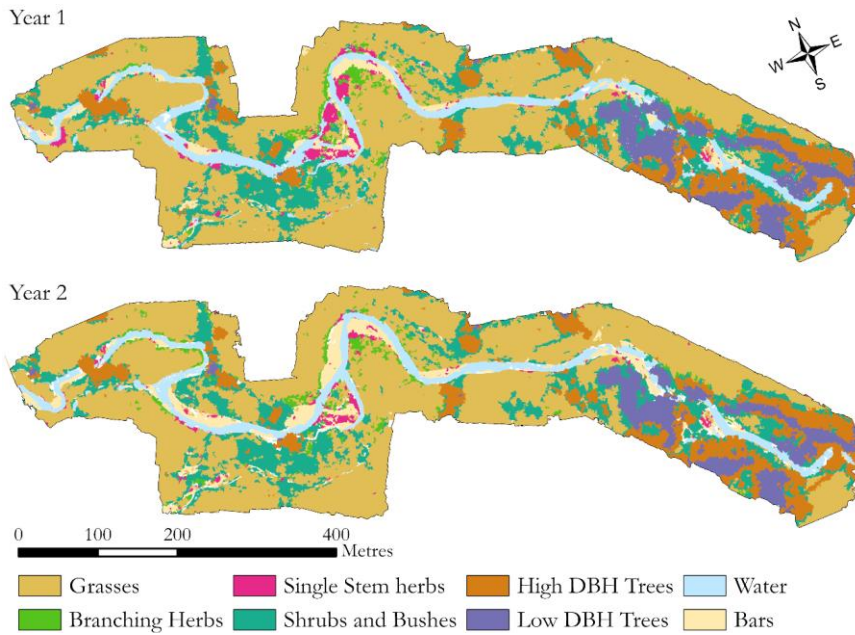 Year 1
N
W E
S
Year 2
0 100 200 400
Metres
Grasses Single Stem herbs High DBH Trees Water
Branching Herbs Shrubs and Bushes Low DBH Trees Bars